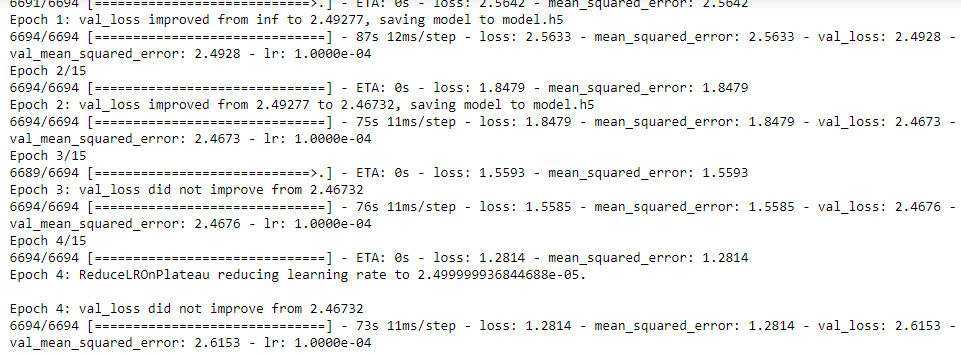 6691/6694 [============================>.] - ETA: 0s - loss: 2.5642 - mean_squared_error: 2.5642
Epoch 1: val_loss improved from inf to 2.49277, saving model to model.h5
6694/6694 [==============================] - 87s 12ms/step - loss: 2.5633 - mean_squared_error: 2.5633 - val_loss: 2.4928 -
val_mean_squared_error: 2.4928 - lr: 1.0000e-04
Epoch 2/15
6694/6694 [==============================] - ETA: 0s - loss: 1.8479 - mean_squared_error: 1.8479
Epoch 2: val_loss improved from 2.49277 to 2.46732, saving model to model.h5
6694/6694 [==============================] - 75s 11ms/step - loss: 1.8479 - mean_squared_error: 1.8479 - val_loss: 2.4673 -
val_mean_squared_error: 2.4673 - lr: 1.0000e-04
Epoch 3/15
6689/6694 [============================>.] - ETA: 0s - loss: 1.5593 - mean_squared_error: 1.5593
Epoch 3: val_loss did not improve from 2.46732
6694/6694 [==============================] - 76s 11ms/step - loss: 1.5585 - mean_squared_error: 1.5585 - val_loss: 2.4676 -
val_mean_squared_error: 2.4676 - lr: 1.0000e-04
Epoch 4/15
6694/6694 [==============================] - ETA: 0s - loss: 1.2814 - mean_squared_error: 1.2814
Epoch 4: ReduceLROnPlateau reducing learning rate to 2.499999936844688e-05.
Epoch 4: val_loss did not improve from 2.46732
6694/6694 [==============================] - 73s 11ms/step - loss: 1.2814 - mean_squared_error: 1.2814 - val_loss: 2.6153 -
val_mean_squared_error: 2.6153 - lr: 1.0000e-04